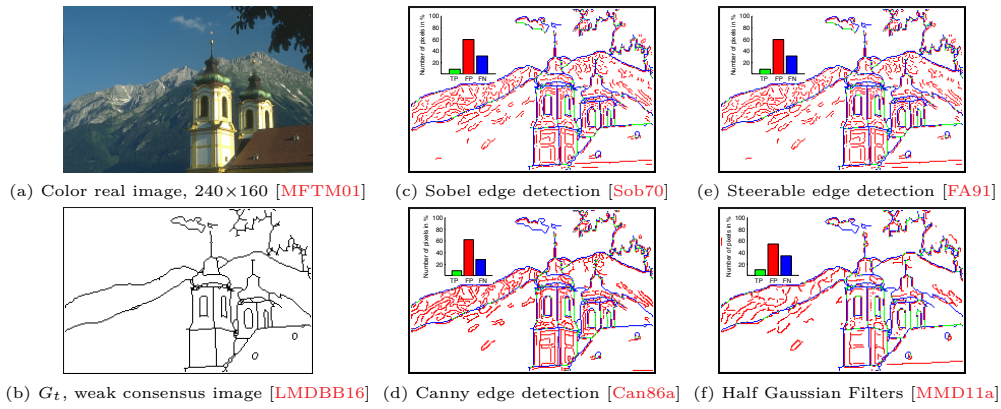 100
80
60
40
20
Number of pixels in %
TP FP FN
100
80
60
40
20
Number of pixels in %
TP FP FN
(a) Color real image, 240×160 [MFTM01]
(c) Sobel edge detection [Sob70]
(e) Steerable edge detection [FA91]
100
80
60
40
20
Number of pixels in %
TP FP FN
100
80
60
40
20
Number of pixels in %
TP FP FN
(b) Gt, weak consensus image [LMDBB16]
(d) Canny edge detection [Can86a]
(f) Half Gaussian Filters [MMD11a]